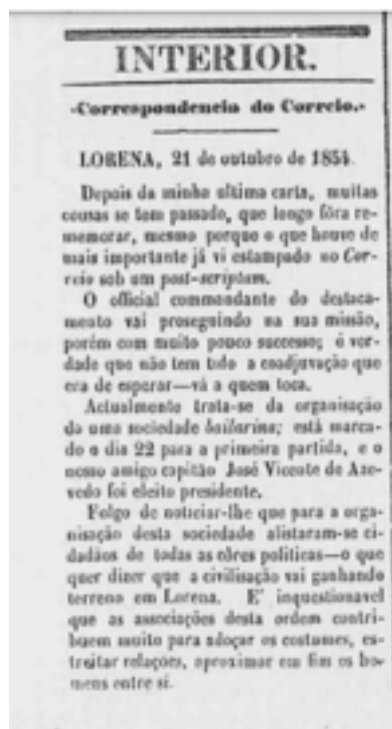 INTERIOR.
-Correspondencia do Correio.-
LORENA, 21 de outubro de 1854.
Depois da minha ultima carta, muitas
cousas se tem passado, que longo fôra re-
memorar, mesmo porque o que houve de
mais importante já vi estampado no Cor-
reio sob um post-scriptum.
O official commandante do destaca-
mento vai proseguindo na sua missão,
porém com muito pouco successo; é ver-
dade que não tem tido a coadjuvação que
era de esperar—vá a quem toca.
Actualmente trata-se da organisação
da uma sociedade bailarina; está marca-
do o dia 22 para a primeira partida, e o
nosso amigo capitão José Vicente de Aze-
vedo foi eleito presidente.
Folgo de noticiar-lhe que para a orga-
nisação desta sociedade alistaram-se ci-
dadãos de todas as côres politicas—o que
quer dizer que a civilisação vai ganhando
terreno em Lorena. E' inquestionavel
que as associações desta ordem contri-
buem muito para adoçar os costumes, es-
treitar relações, aproximar em fim os ho-
mens entre si.